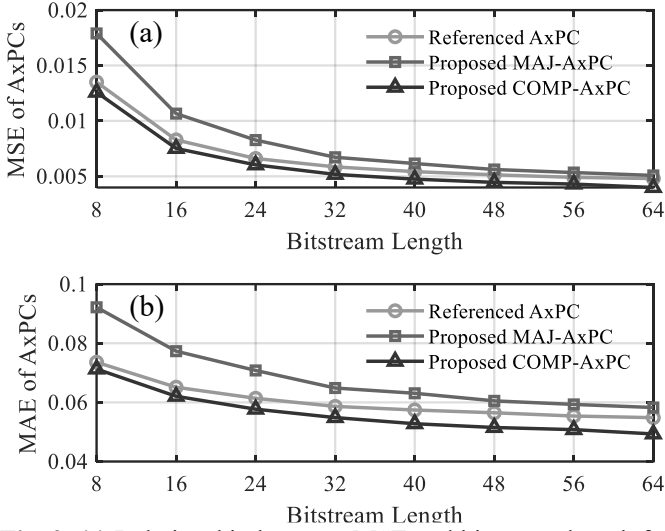 0.02
(a)
Referenced AxPC
Proposed MAJ-AxPC
Proposed COMP-AxPC
0.015
0.01
0.005
MSE of AxPCs
8 16 24 32 40 48 56 64
Bitstream Length
0.1
(b)
Referenced AxPC
Proposed MAJ-AxPC
Proposed COMP-AxPC
0.08
0.06
0.04
MAE of AxPCs
8 16 24 32 40 48 56 64
Bitstream Length